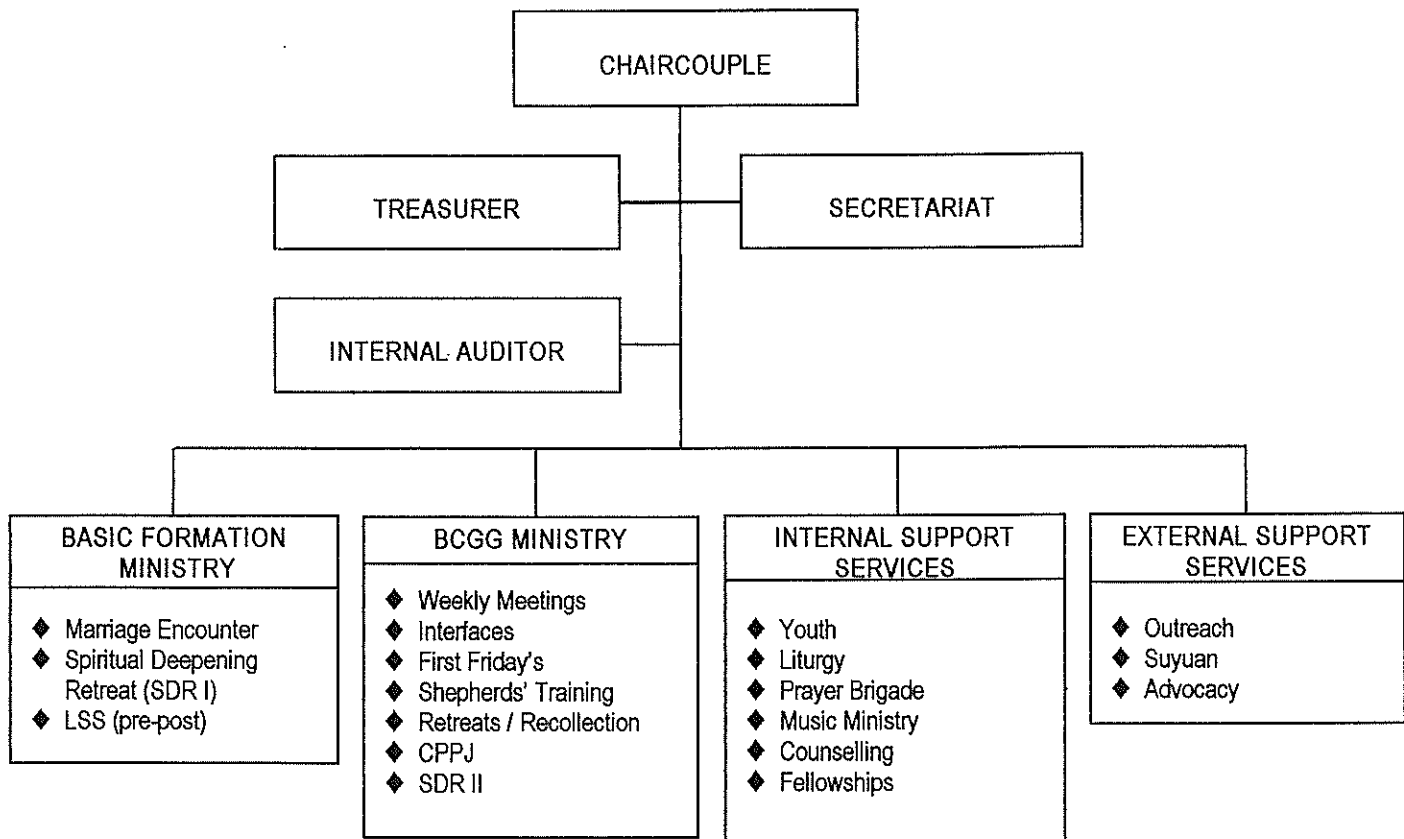 CHAIRCOUPLE
TREASURER
SECRETARIAT
INTERNAL AUDITOR
BASIC FORMATION
MINISTRY
◆ Marriage Encounter
◆ Spiritual Deepening
Retreat (SDR I)
◆ LSS (pre-post)
BCGG MINISTRY
◆ Weekly Meetings
◆ Interfaces
◆ First Friday's
◆ Shepherds' Training
◆ Retreats / Recollection
◆ CPPJ
◆ SDR II
INTERNAL SUPPORT
SERVICES
◆ Youth
◆ Liturgy
◆ Prayer Brigade
◆ Music Ministry
◆ Counselling
◆ Fellowships
EXTERNAL SUPPORT
SERVICES
◆ Outreach
◆ Suyuan
◆ Advocacy